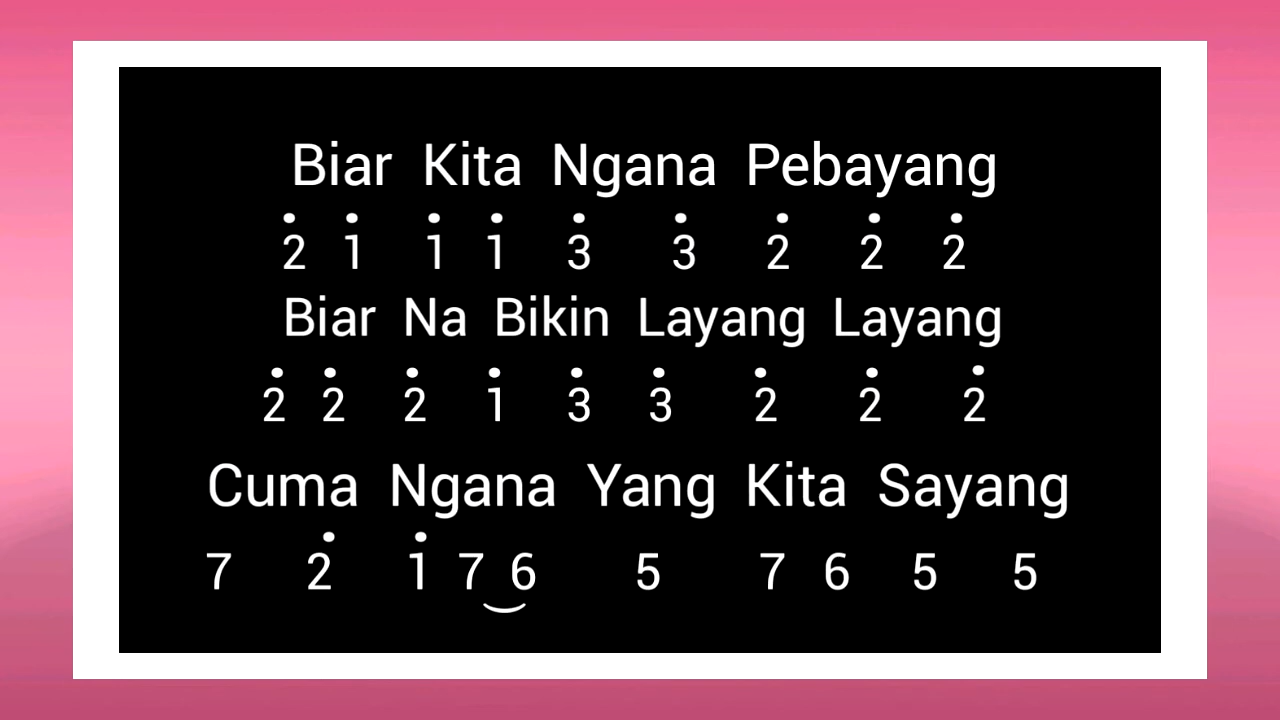 Biar Kita Ngana Pebayang
2̇ 1̇ 1̇ 1̇ 3̇ 3̇ 2̇ 2̇ 2̇
Biar Na Bikin Layang Layang
2̇ 2̇ 2̇ 1̇ 3̇ 3̇ 2̇ 2̇ 2̇
Cuma Ngana Yang Kita Sayang
7 2̇ 1̇ 7͜6 5 7 6 5 5